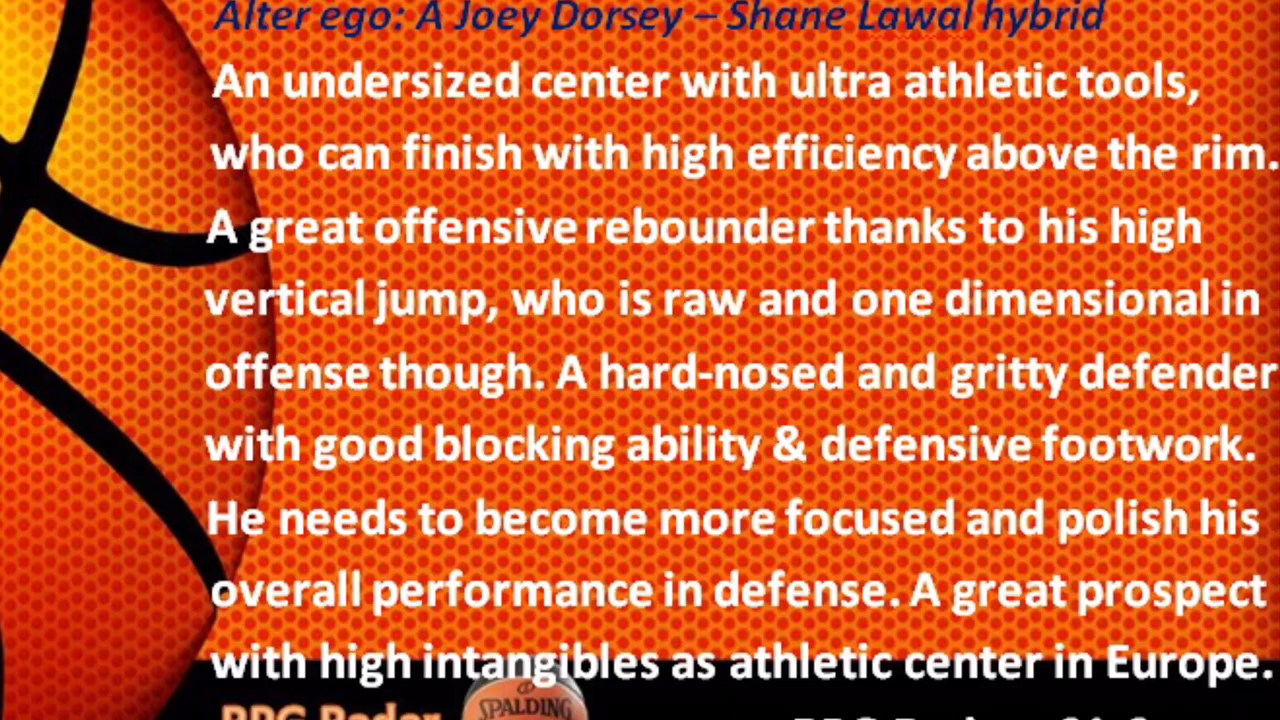 Alter ego: A Joey Dorsey – Shane Lawal hybrid
An undersized center with ultra athletic tools,
who can finish with high efficiency above the rim.
A great offensive rebounder thanks to his high
vertical jump, who is raw and one dimensional in
offense though. A hard-nosed and gritty defender
with good blocking ability & defensive footwork.
He needs to become more focused and polish his
overall performance in defense. A great prospect
with high intangibles as athletic center in Europe.
SPALDING